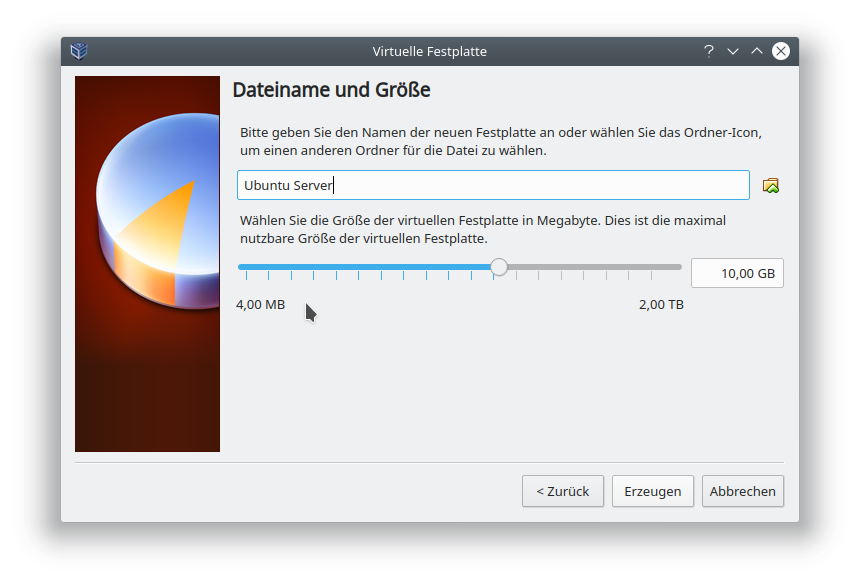 Virtuelle Festplatte
Dateiname und Größe
Bitte geben Sie den Namen der neuen Festplatte an oder wählen Sie das Ordner-Icon,
um einen anderen Ordner für die Datei zu wählen.
Ubuntu Server
Wählen Sie die Größe der virtuellen Festplatte in Megabyte. Dies ist die maximal
nutzbare Größe der virtuellen Festplatte.
10,00 GB
4,00 MB
2,00 TB
< Zurück
Erzeugen
Abbrechen